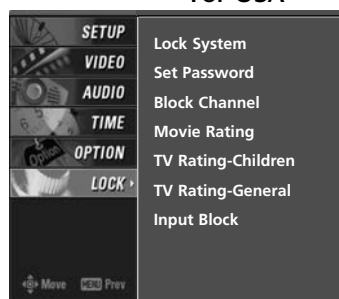 For USA
SETUP
VIDEO
AUDIO
TIME
OPTION
LOCK
Lock System
Set Password
Block Channel
Movie Rating
TV Rating-Children
TV Rating-General
Input Block
Move MENU Prev